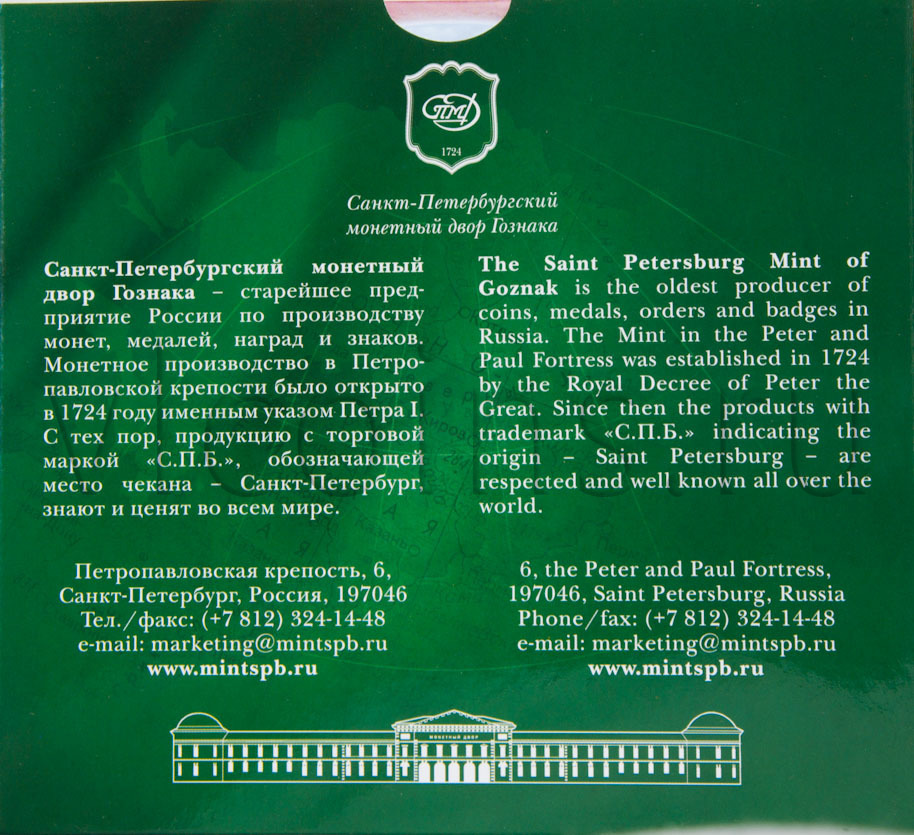 СПМД
1724
Санкт-Петербургский
монетный двор Гознака
Санкт-Петербургский монетный
двор Гознака – старейшее пред-
приятие России по производству
монет, медалей, наград и знаков.
Монетное производство в Петро-
павловской крепости было открыто
в 1724 году именным указом Петра I.
С тех пор, продукцию с торговой
маркой «С.П.Б.», обозначающей
место чекана – Санкт-Петербург,
знают и ценят во всем мире.
Петропавловская крепость, 6,
Санкт-Петербург, Россия, 197046
Тел./факс: (+7 812) 324-14-48
e-mail: marketing@mintspb.ru
www.mintspb.ru
The Saint Petersburg Mint of
Goznak is the oldest producer of
coins, medals, orders and badges in
Russia. The Mint in the Peter and
Paul Fortress was established in 1724
by the Royal Decree of Peter the
Great. Since then the products with
trademark «С.П.Б.» indicating the
origin – Saint Petersburg – are
respected and well known all over the
world.
6, the Peter and Paul Fortress,
197046, Saint Petersburg, Russia
Phone/fax: (+7 812) 324-14-48
e-mail: marketing@mintspb.ru
www.mintspb.ru
МОНЕТНЫЙ ДВОР